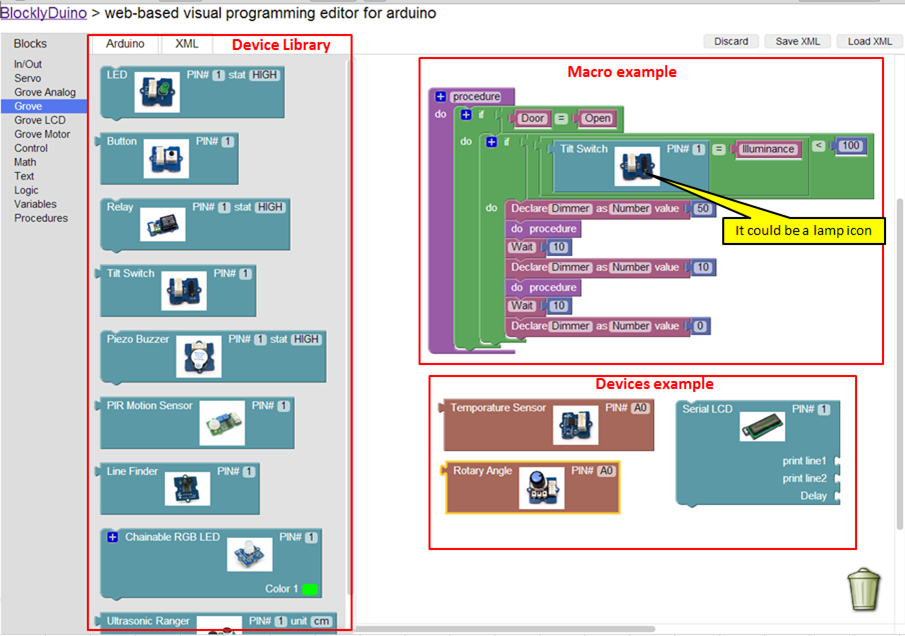 BlocklyDuino > web-based visual programming editor for arduino
Blocks
Arduino XML Device Library
Discard Save XML Load XML
In/Out
Servo
Grove Analog
Grove
Grove LCD
Grove Motor
Control
Math
Text
Logic
Variables
Procedures
LED PIN# 1 stat HIGH
Button PIN# 1
Relay PIN# 1 stat HIGH
Tilt Switch PIN# 1
Piezo Buzzer PIN# 1 stat HIGH
PIR Motion Sensor PIN# 1
Line Finder PIN# 1
Chainable RGB LED PIN# 1
Color 1
Ultrasonic Ranger PIN# 1 unit cm
Macro example
procedure
do if Door = Open
do if Tilt Switch PIN# 1 = Illuminance < 100
It could be a lamp icon
do Declare Dimmer as Number value 50
do procedure
Wait 10
Declare Dimmer as Number value 10
do procedure
Wait 10
Declare Dimmer as Number value 0
Devices example
Temperature Sensor PIN# A0
Rotary Angle PIN# A0
Serial LCD PIN# 1
print line1
print line2
Delay